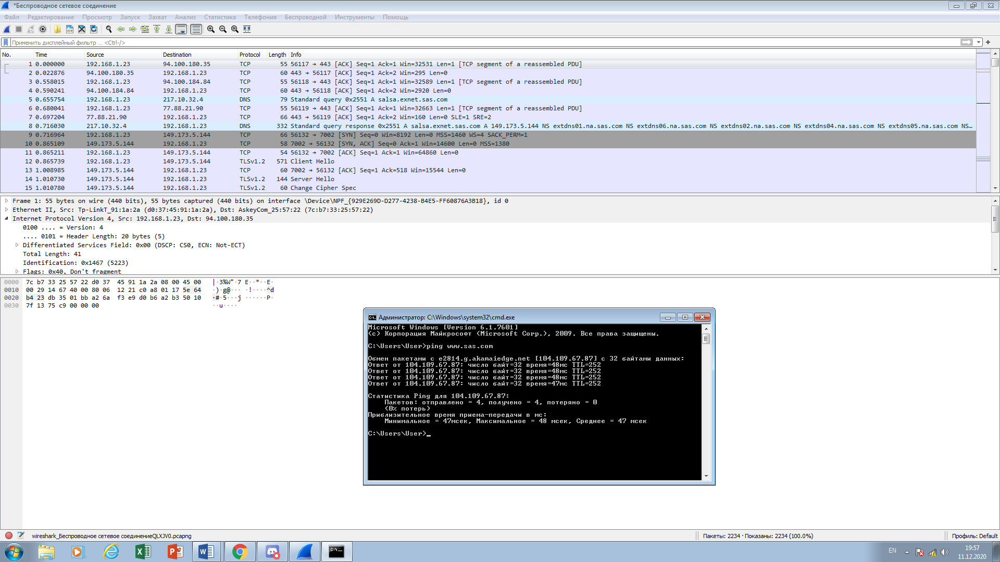 *Беспроводное сетевое соединение
Файл Редактирование Просмотр Запуск Захват Анализ Статистика Телефония Беспроводной Инструменты Помощь
Применить дисплейный фильтр ... <Ctrl-/>
No. Time Source Destination Protocol Length Info
1 0.000000 192.168.1.23 94.100.180.35 TCP 55 56117 → 443 [ACK] Seq=1 Ack=1 Win=32531 Len=1 [TCP segment of a reassembled PDU]
2 0.022876 94.100.180.35 192.168.1.23 TCP 60 443 → 56117 [ACK] Seq=1 Ack=2 Win=295 Len=0
3 0.558015 192.168.1.23 94.100.184.84 TCP 55 56118 → 443 [ACK] Seq=1 Ack=1 Win=32589 Len=1 [TCP segment of a reassembled PDU]
4 0.590241 94.100.184.84 192.168.1.23 TCP 60 443 → 56118 [ACK] Seq=1 Ack=2 Win=2920 Len=0
5 0.655754 192.168.1.23 217.10.32.4 DNS 79 Standard query 0x2551 A salsa.exnet.sas.com
6 0.680041 192.168.1.23 77.88.21.90 TCP 55 56119 → 443 [ACK] Seq=1 Ack=1 Win=32663 Len=1 [TCP segment of a reassembled PDU]
7 0.697204 77.88.21.90 192.168.1.23 TCP 66 443 → 56119 [ACK] Seq=1 Ack=2 Win=160 Len=0 SLE=1 SRE=2
8 0.716030 217.10.32.4 192.168.1.23 DNS 332 Standard query response 0x2551 A salsa.exnet.sas.com A 149.173.5.144 NS extdns01.na.sas.com NS extdns06.na.sas.com NS extdns02.na.sas.com NS extdns04.na.sas.com NS extdns05.na.sas.com NS…
9 0.716964 192.168.1.23 149.173.5.144 TCP 66 56132 → 7002 [SYN] Seq=0 Win=8192 Len=0 MSS=1460 WS=4 SACK_PERM=1
10 0.865109 149.173.5.144 192.168.1.23 TCP 58 7002 → 56132 [SYN, ACK] Seq=0 Ack=1 Win=14600 Len=0 MSS=1380
11 0.865211 192.168.1.23 149.173.5.144 TCP 54 56132 → 7002 [ACK] Seq=1 Ack=1 Win=64860 Len=0
12 0.865739 192.168.1.23 149.173.5.144 TLSv1.2 571 Client Hello
13 1.008985 149.173.5.144 192.168.1.23 TCP 60 7002 → 56132 [ACK] Seq=1 Ack=518 Win=15544 Len=0
14 1.010730 149.173.5.144 192.168.1.23 TLSv1.2 144 Server Hello
15 1.010780 149.173.5.144 192.168.1.23 TLSv1.2 60 Change Cipher Spec
Frame 1: 55 bytes on wire (440 bits), 55 bytes captured (440 bits) on interface \Device\NPF_{929E269D-D277-4238-B4E5-FF60876A3B18}, id 0
Ethernet II, Src: Tp-LinkT_91:1a:2a (d0:37:45:91:1a:2a), Dst: AskeyCom_25:57:22 (7c:b7:33:25:57:22)
Internet Protocol Version 4, Src: 192.168.1.23, Dst: 94.100.180.35
0100 .... = Version: 4
.... 0101 = Header Length: 20 bytes (5)
Differentiated Services Field: 0x00 (DSCP: CS0, ECN: Not-ECT)
Total Length: 41
Identification: 0x1467 (5223)
Flags: 0x40, Don't fragment
0000 7c b7 33 25 57 22 d0 37 45 91 1a 2a 08 00 45 00 |·3%W"·7 E··*··E·
0010 00 29 14 67 40 00 80 06 12 21 c0 a8 01 17 5e 64 ·)·g@··· ·!····^d
0020 b4 23 db 35 01 bb a2 6a f3 e9 d0 b6 a2 b3 50 10 ·#·5···j ······P·
0030 7f 13 75 c9 00 00 00 ··u····
Администратор: C:\Windows\system32\cmd.exe
Microsoft Windows [Version 6.1.7601]
(c) Корпорация Майкрософт (Microsoft Corp.), 2009. Все права защищены.
C:\Users\User>ping www.sas.com
Обмен пакетами с e2814.g.akamaiedge.net [104.109.67.87] с 32 байтами данных:
Ответ от 104.109.67.87: число байт=32 время=48мс TTL=252
Ответ от 104.109.67.87: число байт=32 время=48мс TTL=252
Ответ от 104.109.67.87: число байт=32 время=48мс TTL=252
Ответ от 104.109.67.87: число байт=32 время=47мс TTL=252
Статистика Ping для 104.109.67.87:
Пакетов: отправлено = 4, получено = 4, потеряно = 0
(0% потерь)
Приблизительное время приема-передачи в мс:
Минимальное = 47мсек, Максимальное = 48 мсек, Среднее = 47 мсек
C:\Users\User>_
wireshark_Беспроводное сетевое соединениеQLXJV0.pcapng
Пакеты: 2234 · Показаны: 2234 (100.0%)
Профиль: Default
EN
19:57
11.12.2020